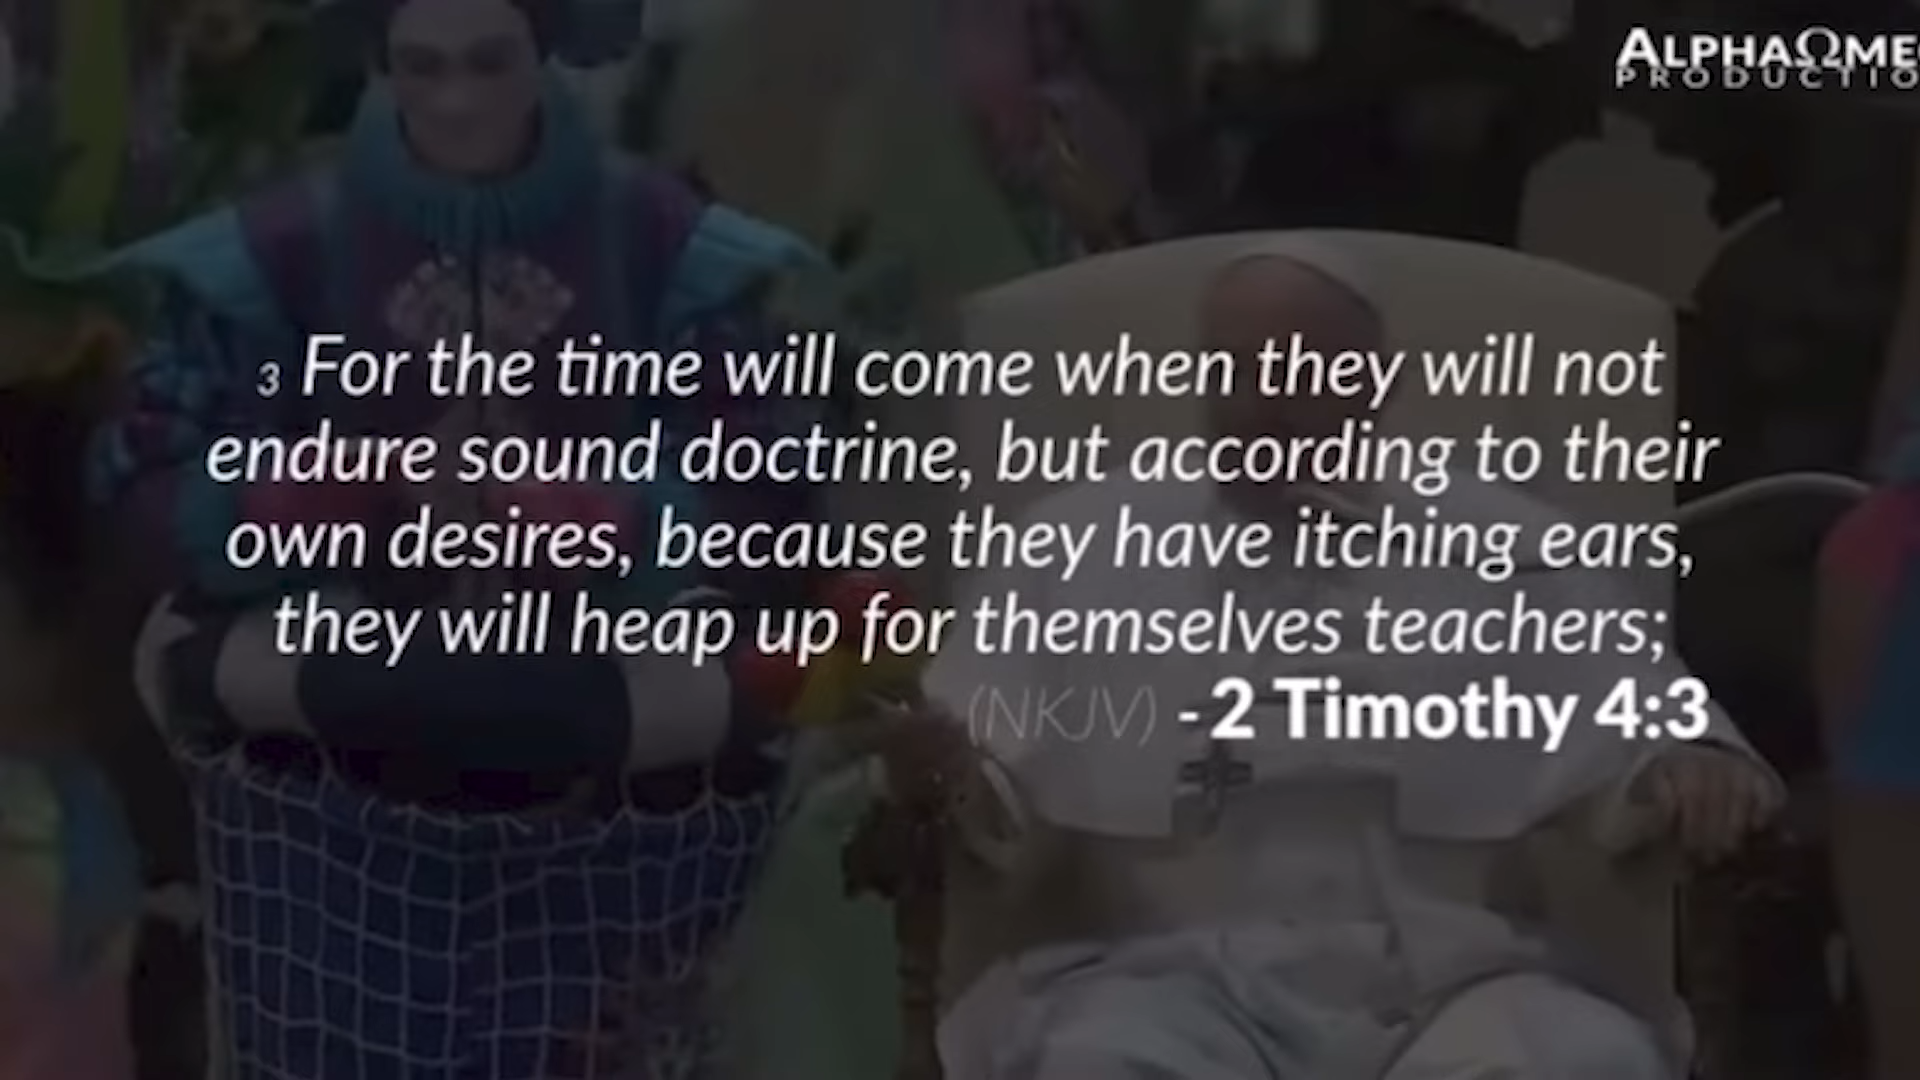 ALPHAΩME
PRODUCTIO
3 For the time will come when they will not
endure sound doctrine, but according to their
own desires, because they have itching ears,
they will heap up for themselves teachers;
(NKJV) - 2 Timothy 4:3